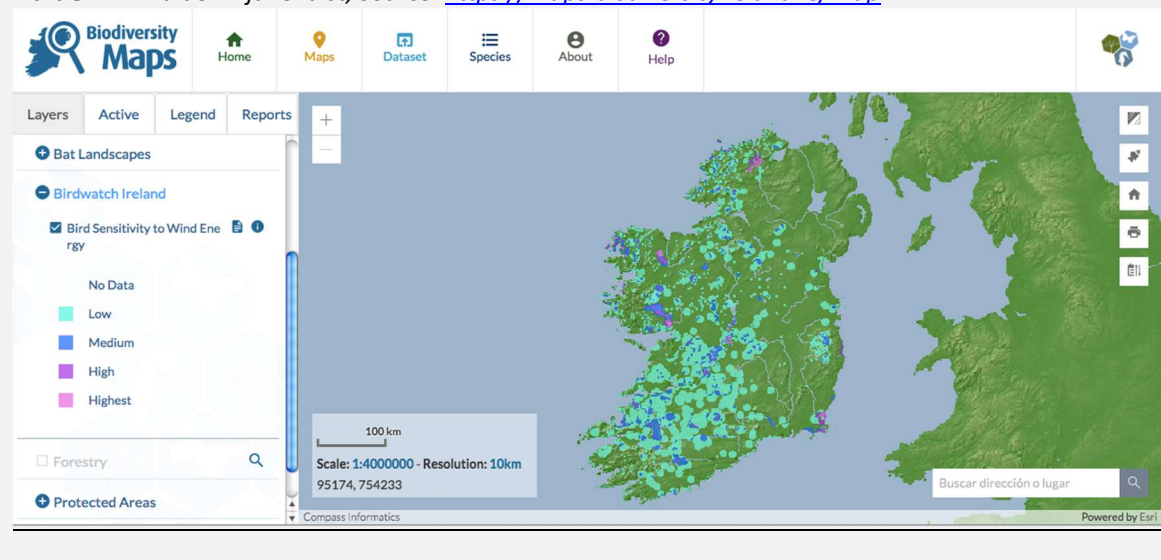 Biodiversity
Maps
Home
Maps
Dataset
Species
About
Help
Layers
Active
Legend
Reports
Bat Landscapes
Birdwatch Ireland
Bird Sensitivity to Wind Ene
rgy
No Data
Low
Medium
High
Highest
Forestry
Protected Areas
100 km
Scale: 1:4000000 - Resolution: 10km
95174, 754233
Buscar dirección o lugar
Compass Informatics
Powered by Esri